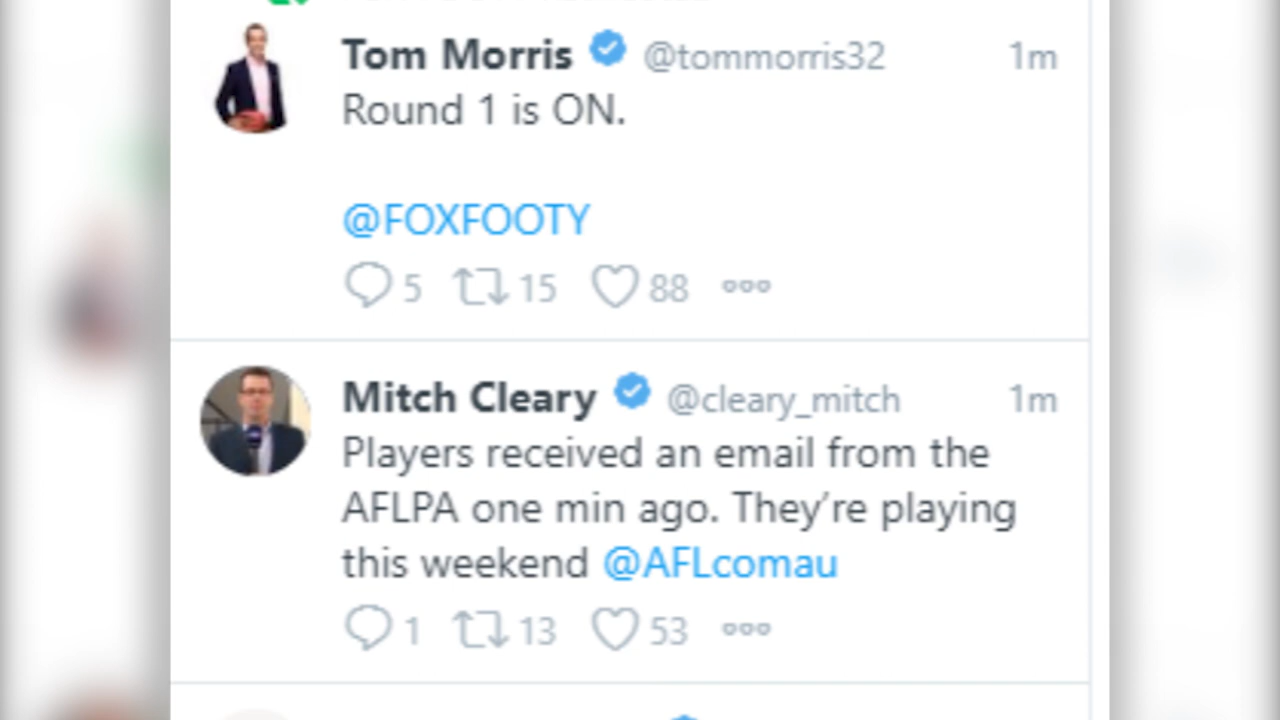 Tom Morris @tommorris32 1m
Round 1 is ON.
@FOXFOOTY
5 15 88
Mitch Cleary @cleary_mitch 1m
Players received an email from the
AFLPA one min ago. They’re playing
this weekend @AFLcomau
1 13 53